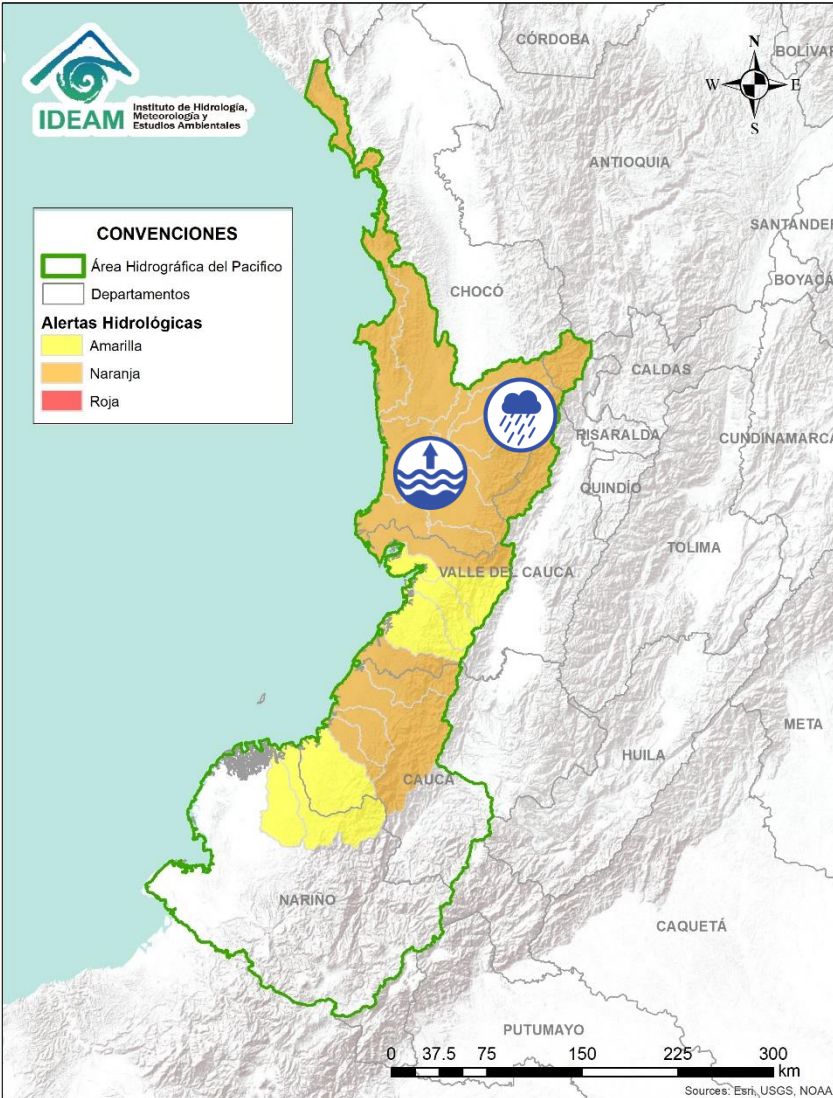 IDEAM
Instituto de Hidrología,
Meteorología y
Estudios Ambientales
CONVENCIONES
Área Hidrográfica del Pacifico
Departamentos
Alertas Hidrológicas
Amarilla
Naranja
Roja
N
W
E
S
CÓRDOBA
BOLÍVAR
ANTIOQUIA
SANTANDER
BOYACÁ
CHOCÓ
CALDAS
RISARALDA
CUNDINAMARCA
QUINDÍO
TOLIMA
VALLE DEL CAUCA
META
HUILA
CAUCA
NARIÑO
CAQUETÁ
PUTUMAYO
0 37.5 75 150 225 300
km
Sources: Esri, USGS, NOAA